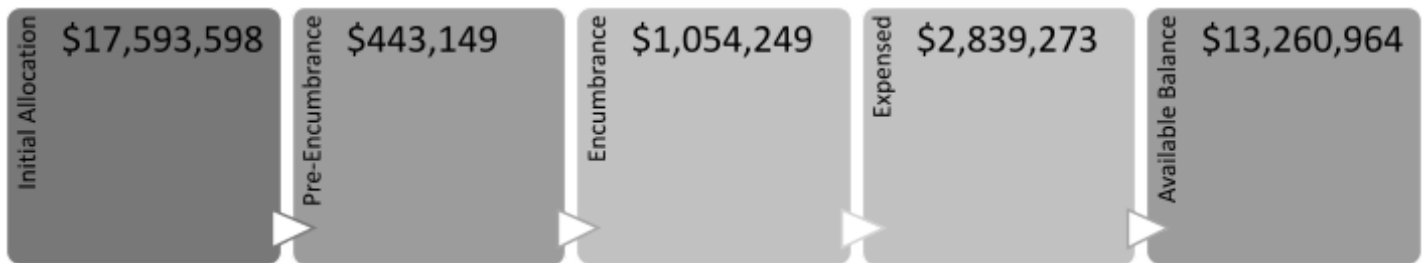 Initial Allocation
$17,593,598
Pre-Encumbrance
$443,149
Encumbrance
$1,054,249
Expensed
$2,839,273
Available Balance
$13,260,964